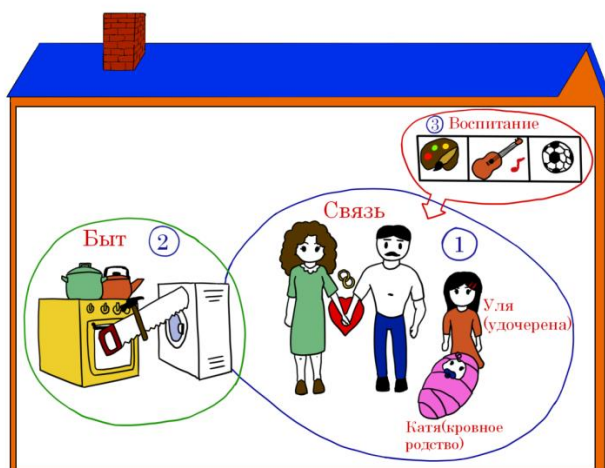 3 Воспитание
Связь
Быт 2
1
Уля
(удочерена)
Катя(кровное
родство)